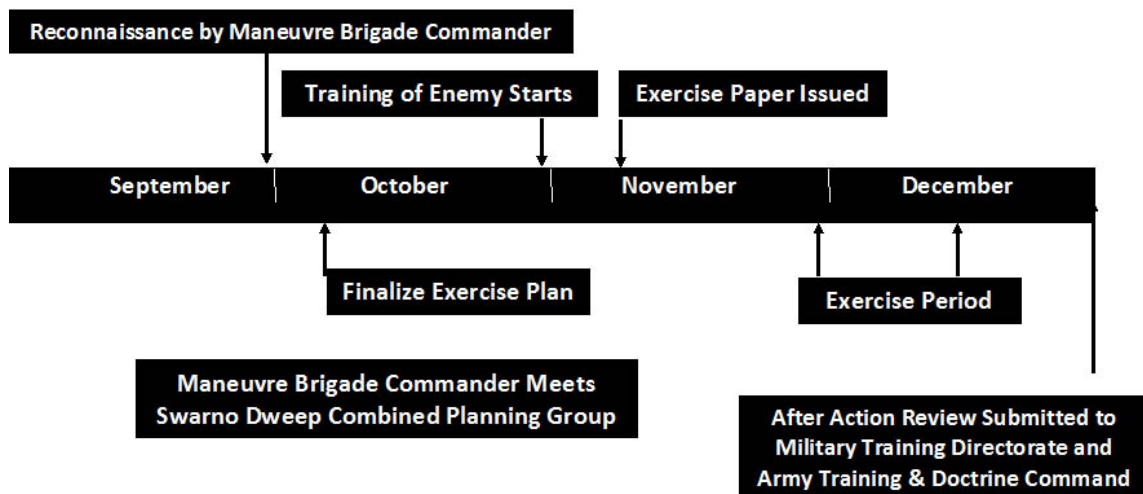 Reconnaissance by Maneuvre Brigade Commander
Training of Enemy Starts
Exercise Paper Issued
September
October
November
December
Finalize Exercise Plan
Exercise Period
Maneuvre Brigade Commander Meets
Swarno Dweep Combined Planning Group
After Action Review Submitted to
Military Training Directorate and
Army Training & Doctrine Command